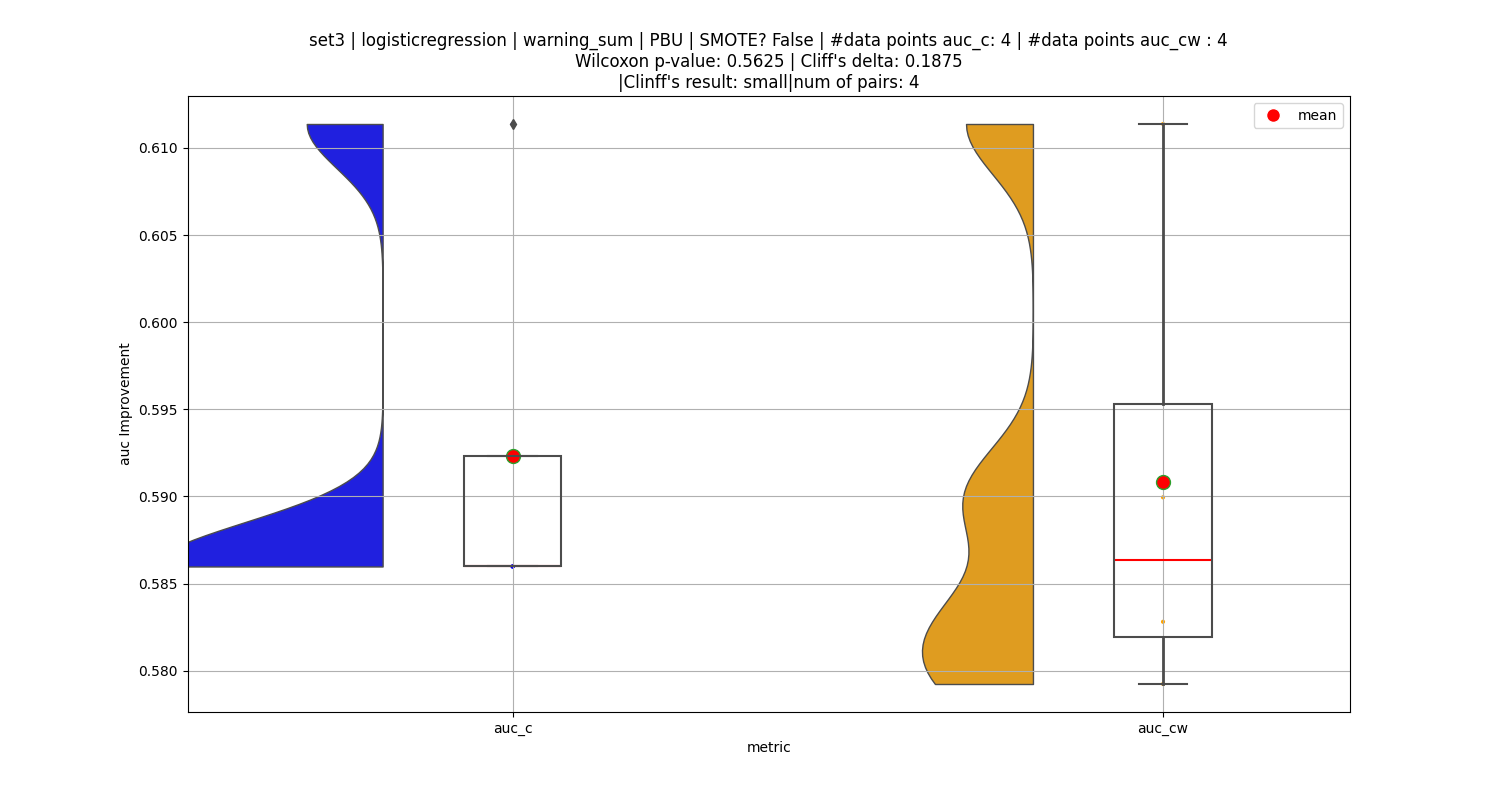 set3 | logisticregression | warning_sum | PBU | SMOTE? False | #data points auc_c: 4 | #data points auc_cw : 4
Wilcoxon p-value: 0.5625 | Cliff's delta: 0.1875
|Clinff's result: small|num of pairs: 4
mean
0.610
0.605
0.600
0.595
0.590
0.585
0.580
auc Improvement
auc_c
auc_cw
metric